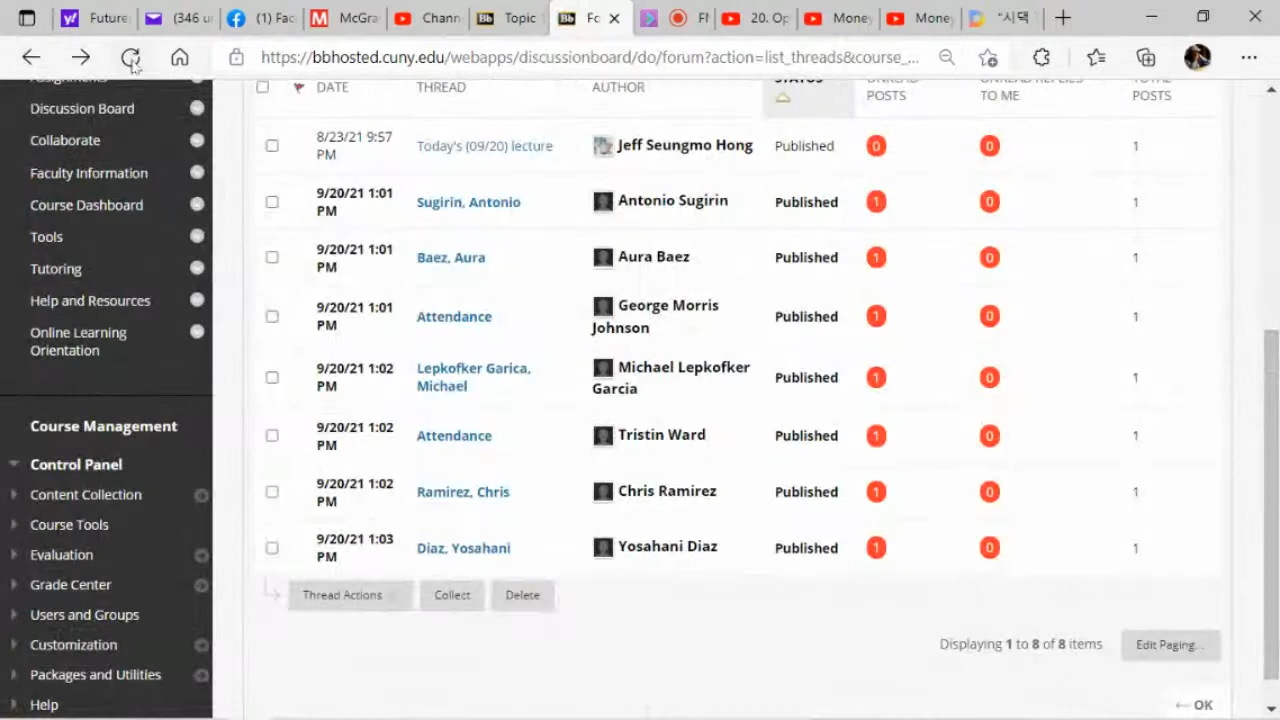 Future
(346 u
(1) Fac
McGra
Chann
Topic
Fo
Fl
20. Op
Money
Money
"시댁
https://bbhosted.cuny.edu/webapps/discussionboard/do/forum?action=list_threads&course_...
Assignments
Discussion Board
Collaborate
Faculty Information
Course Dashboard
Tools
Tutoring
Help and Resources
Online Learning
Orientation
Course Management
Control Panel
Content Collection
Course Tools
Evaluation
Grade Center
Users and Groups
Customization
Packages and Utilities
Help
DATE THREAD AUTHOR STATUS UNREAD POSTS UNREAD REPLIES TO ME TOTAL POSTS
8/23/21 9:57 PM Today's (09/20) lecture Jeff Seungmo Hong Published 0 0 1
9/20/21 1:01 PM Sugirin, Antonio Antonio Sugirin Published 1 0 1
9/20/21 1:01 PM Baez, Aura Aura Baez Published 1 0 1
9/20/21 1:01 PM Attendance George Morris Johnson Published 1 0 1
9/20/21 1:02 PM Lepkofker Garica, Michael Michael Lepkofker Garcia Published 1 0 1
9/20/21 1:02 PM Attendance Tristin Ward Published 1 0 1
9/20/21 1:02 PM Ramirez, Chris Chris Ramirez Published 1 0 1
9/20/21 1:03 PM Diaz, Yosahani Yosahani Diaz Published 1 0 1
Thread Actions Collect Delete
Displaying 1 to 8 of 8 items Edit Paging...
← OK